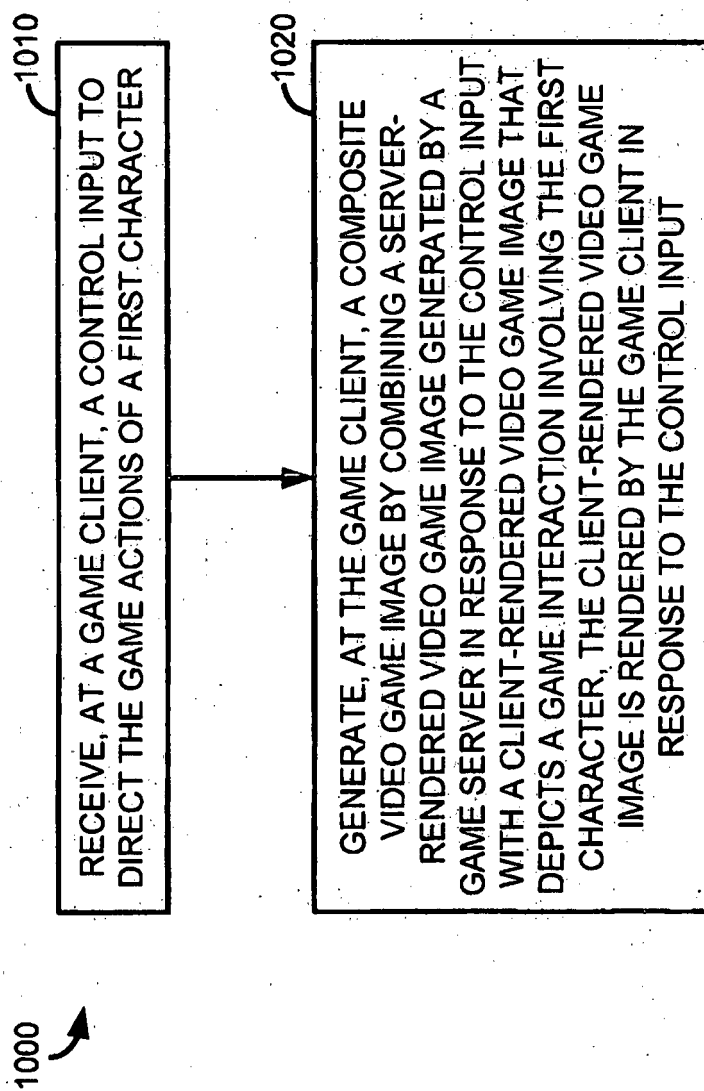 1000
1010
RECEIVE, AT A GAME CLIENT, A CONTROL INPUT TO
DIRECT THE GAME ACTIONS OF A FIRST CHARACTER
1020
GENERATE, AT THE GAME CLIENT, A COMPOSITE
VIDEO GAME IMAGE BY COMBINING A SERVER-
RENDERED VIDEO GAME IMAGE GENERATED BY A
GAME SERVER IN RESPONSE TO THE CONTROL INPUT
WITH A CLIENT-RENDERED VIDEO GAME IMAGE THAT
DEPICTS A GAME INTERACTION INVOLVING THE FIRST
CHARACTER, THE CLIENT-RENDERED VIDEO GAME
IMAGE IS RENDERED BY THE GAME CLIENT IN
RESPONSE TO THE CONTROL INPUT